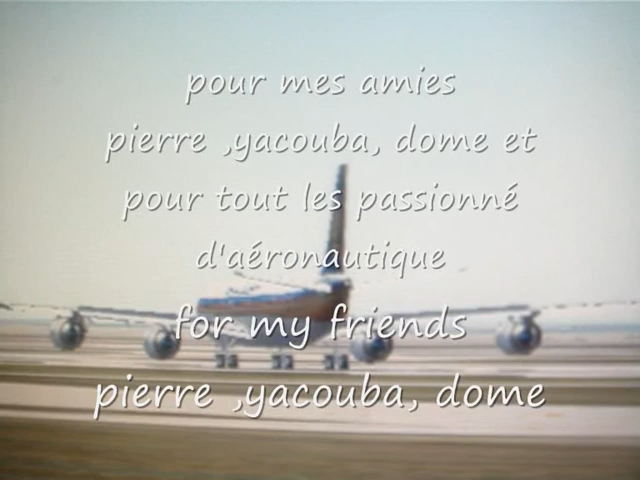 pour mes amies
pierre ,yacouba, dome et
pour tout les passionné
d'aéronautique
for my friends
pierre ,yacouba, dome